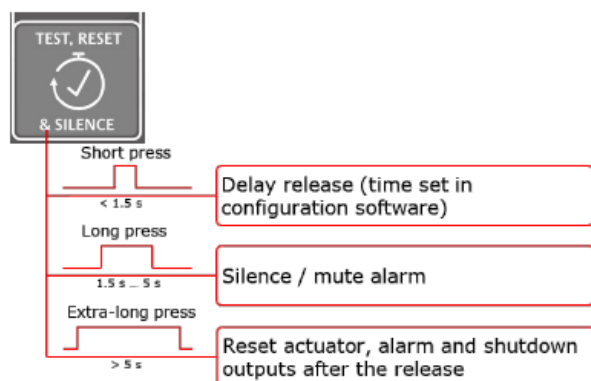 TEST, RESET
& SILENCE
Short press
< 1.5 s
Delay release (time set in
configuration software)
Long press
1.5 s ... 5 s
Silence / mute alarm
Extra-long press
> 5 s
Reset actuator, alarm and shutdown
outputs after the release